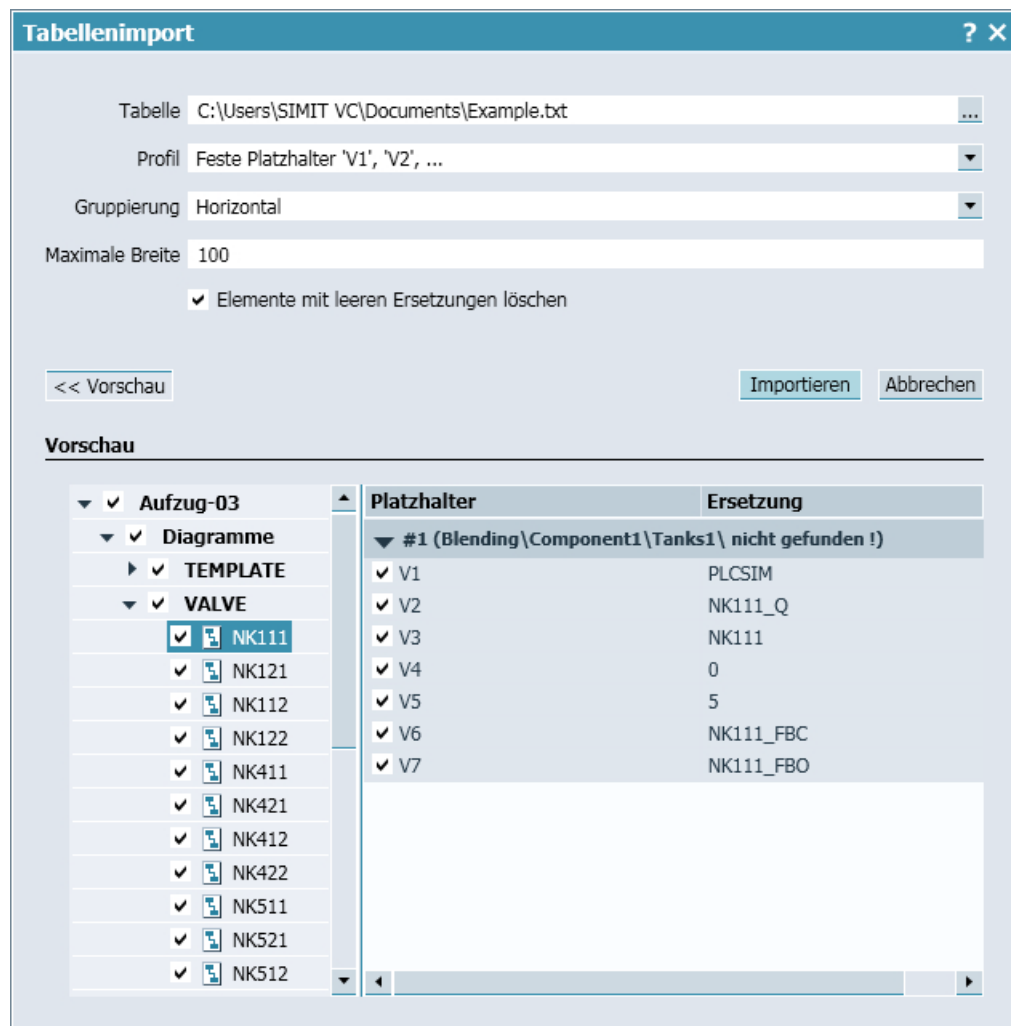 Tabellenimport ? ×
Tabelle C:\Users\SIMIT VC\Documents\Example.txt ...
Profil Feste Platzhalter 'V1', 'V2', ...
Gruppierung Horizontal
Maximale Breite 100
Elemente mit leeren Ersetzungen löschen
<< Vorschau Importieren Abbrechen
Vorschau
Aufzug-03
Diagramme
TEMPLATE
VALVE
NK111
NK121
NK112
NK122
NK411
NK421
NK412
NK422
NK511
NK521
NK512
Platzhalter Ersetzung
#1 (Blending\Component1\Tanks1\ nicht gefunden !)
V1 PLCSIM
V2 NK111_Q
V3 NK111
V4 0
V5 5
V6 NK111_FBC
V7 NK111_FBO